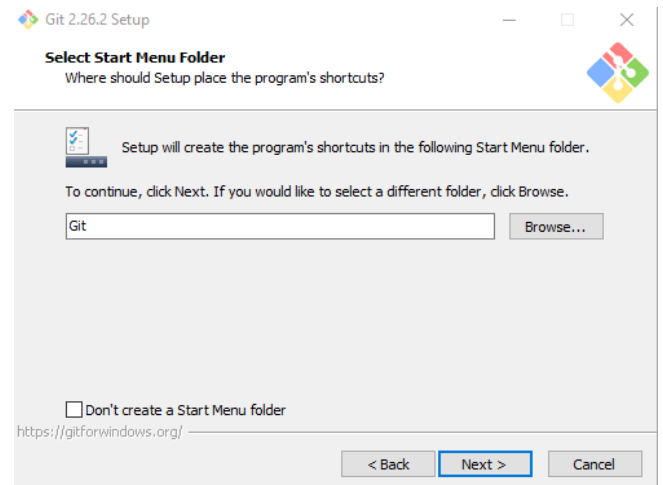 Git 2.26.2 Setup
Select Start Menu Folder
Where should Setup place the program's shortcuts?
Setup will create the program's shortcuts in the following Start Menu folder.
To continue, click Next. If you would like to select a different folder, click Browse.
Git
Browse...
Don't create a Start Menu folder
https://gitforwindows.org/
< Back
Next >
Cancel